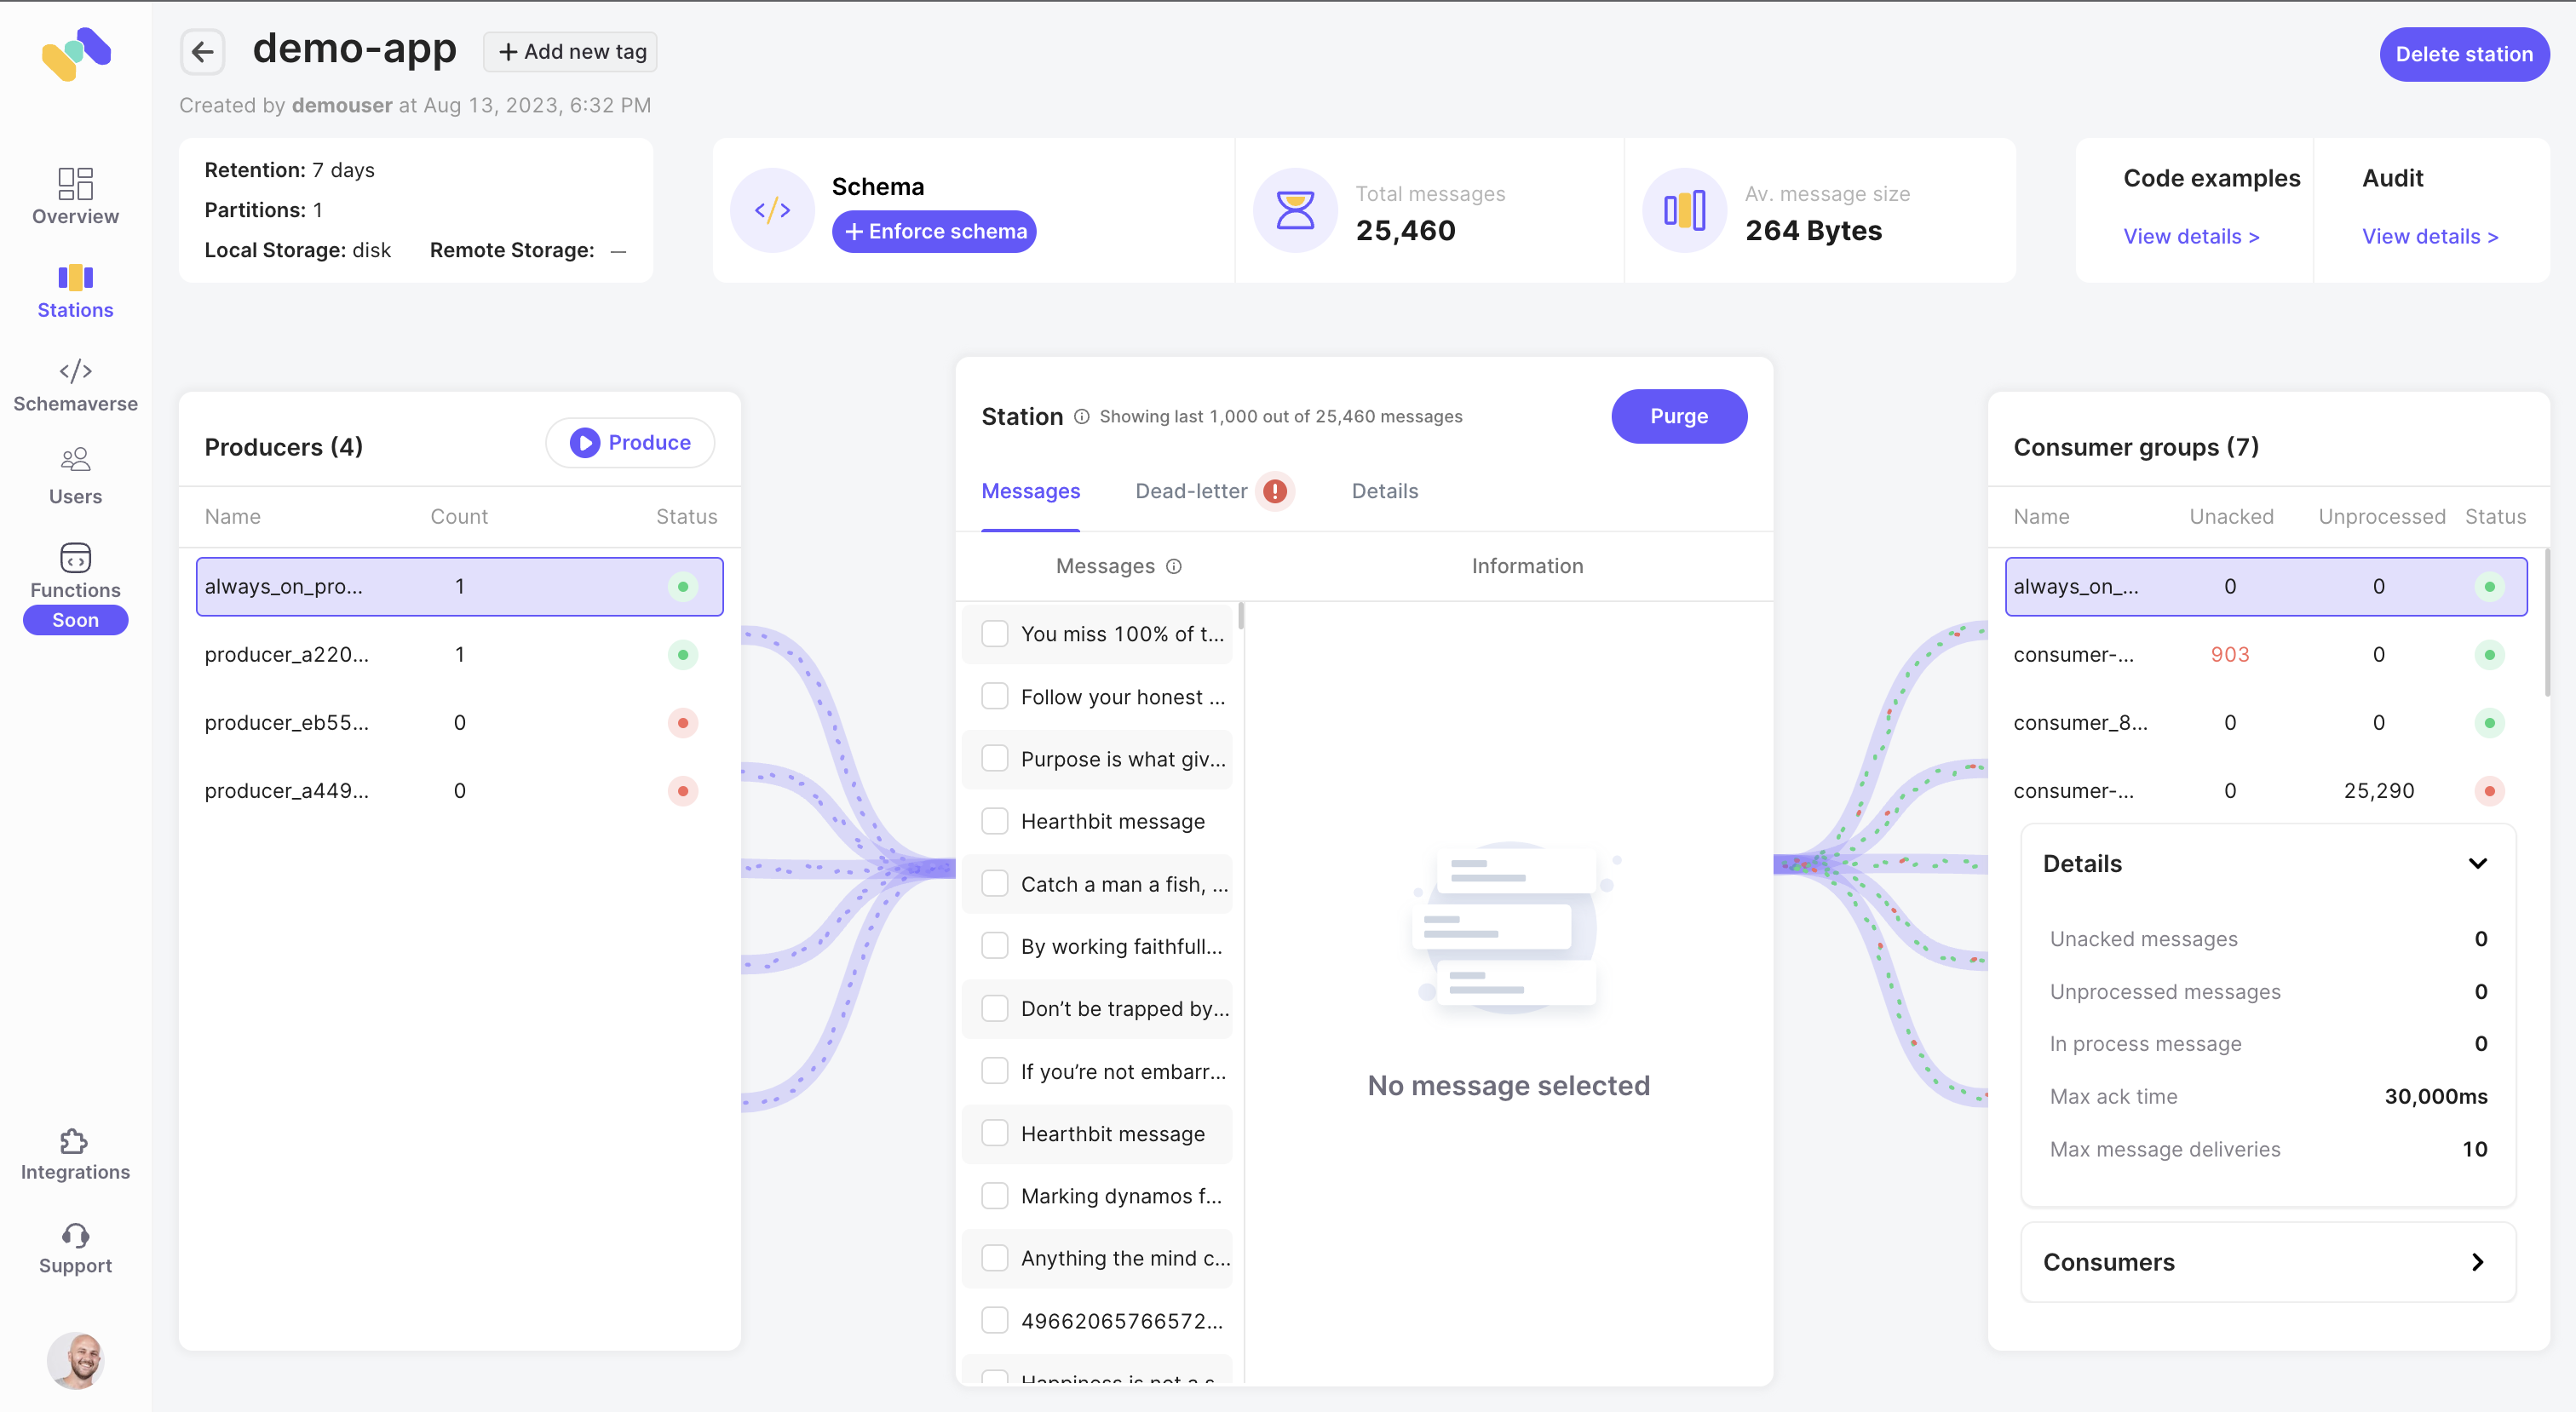 demo-app
+ Add new tag
Delete station
Created by demouser at Aug 13, 2023, 6:32 PM
Overview
Stations
Schemaverse
Users
Functions
Soon
Integrations
Support
Retention: 7 days
Partitions: 1
Local Storage: disk Remote Storage: —
</>
Schema
+ Enforce schema
Total messages
25,460
Av. message size
264 Bytes
Code examples
View details >
Audit
View details >
Producers (4)
Produce
Name Count Status
always_on_pro... 1
producer_a220... 1
producer_eb55... 0
producer_a449... 0
Station Showing last 1,000 out of 25,460 messages
Purge
Messages Dead-letter ! Details
Messages Information
You miss 100% of t...
Follow your honest ...
Purpose is what giv...
Hearthbit message
Catch a man a fish, ...
By working faithfull...
Don’t be trapped by...
If you’re not embarr...
Hearthbit message
Marking dynamos f...
Anything the mind c...
49662065766572...
Happiness is not a s...
No message selected
Consumer groups (7)
Name Unacked Unprocessed Status
always_on_... 0 0
consumer-... 903 0
consumer_8... 0 0
consumer-... 0 25,290
Details
Unacked messages 0
Unprocessed messages 0
In process message 0
Max ack time 30,000ms
Max message deliveries 10
Consumers